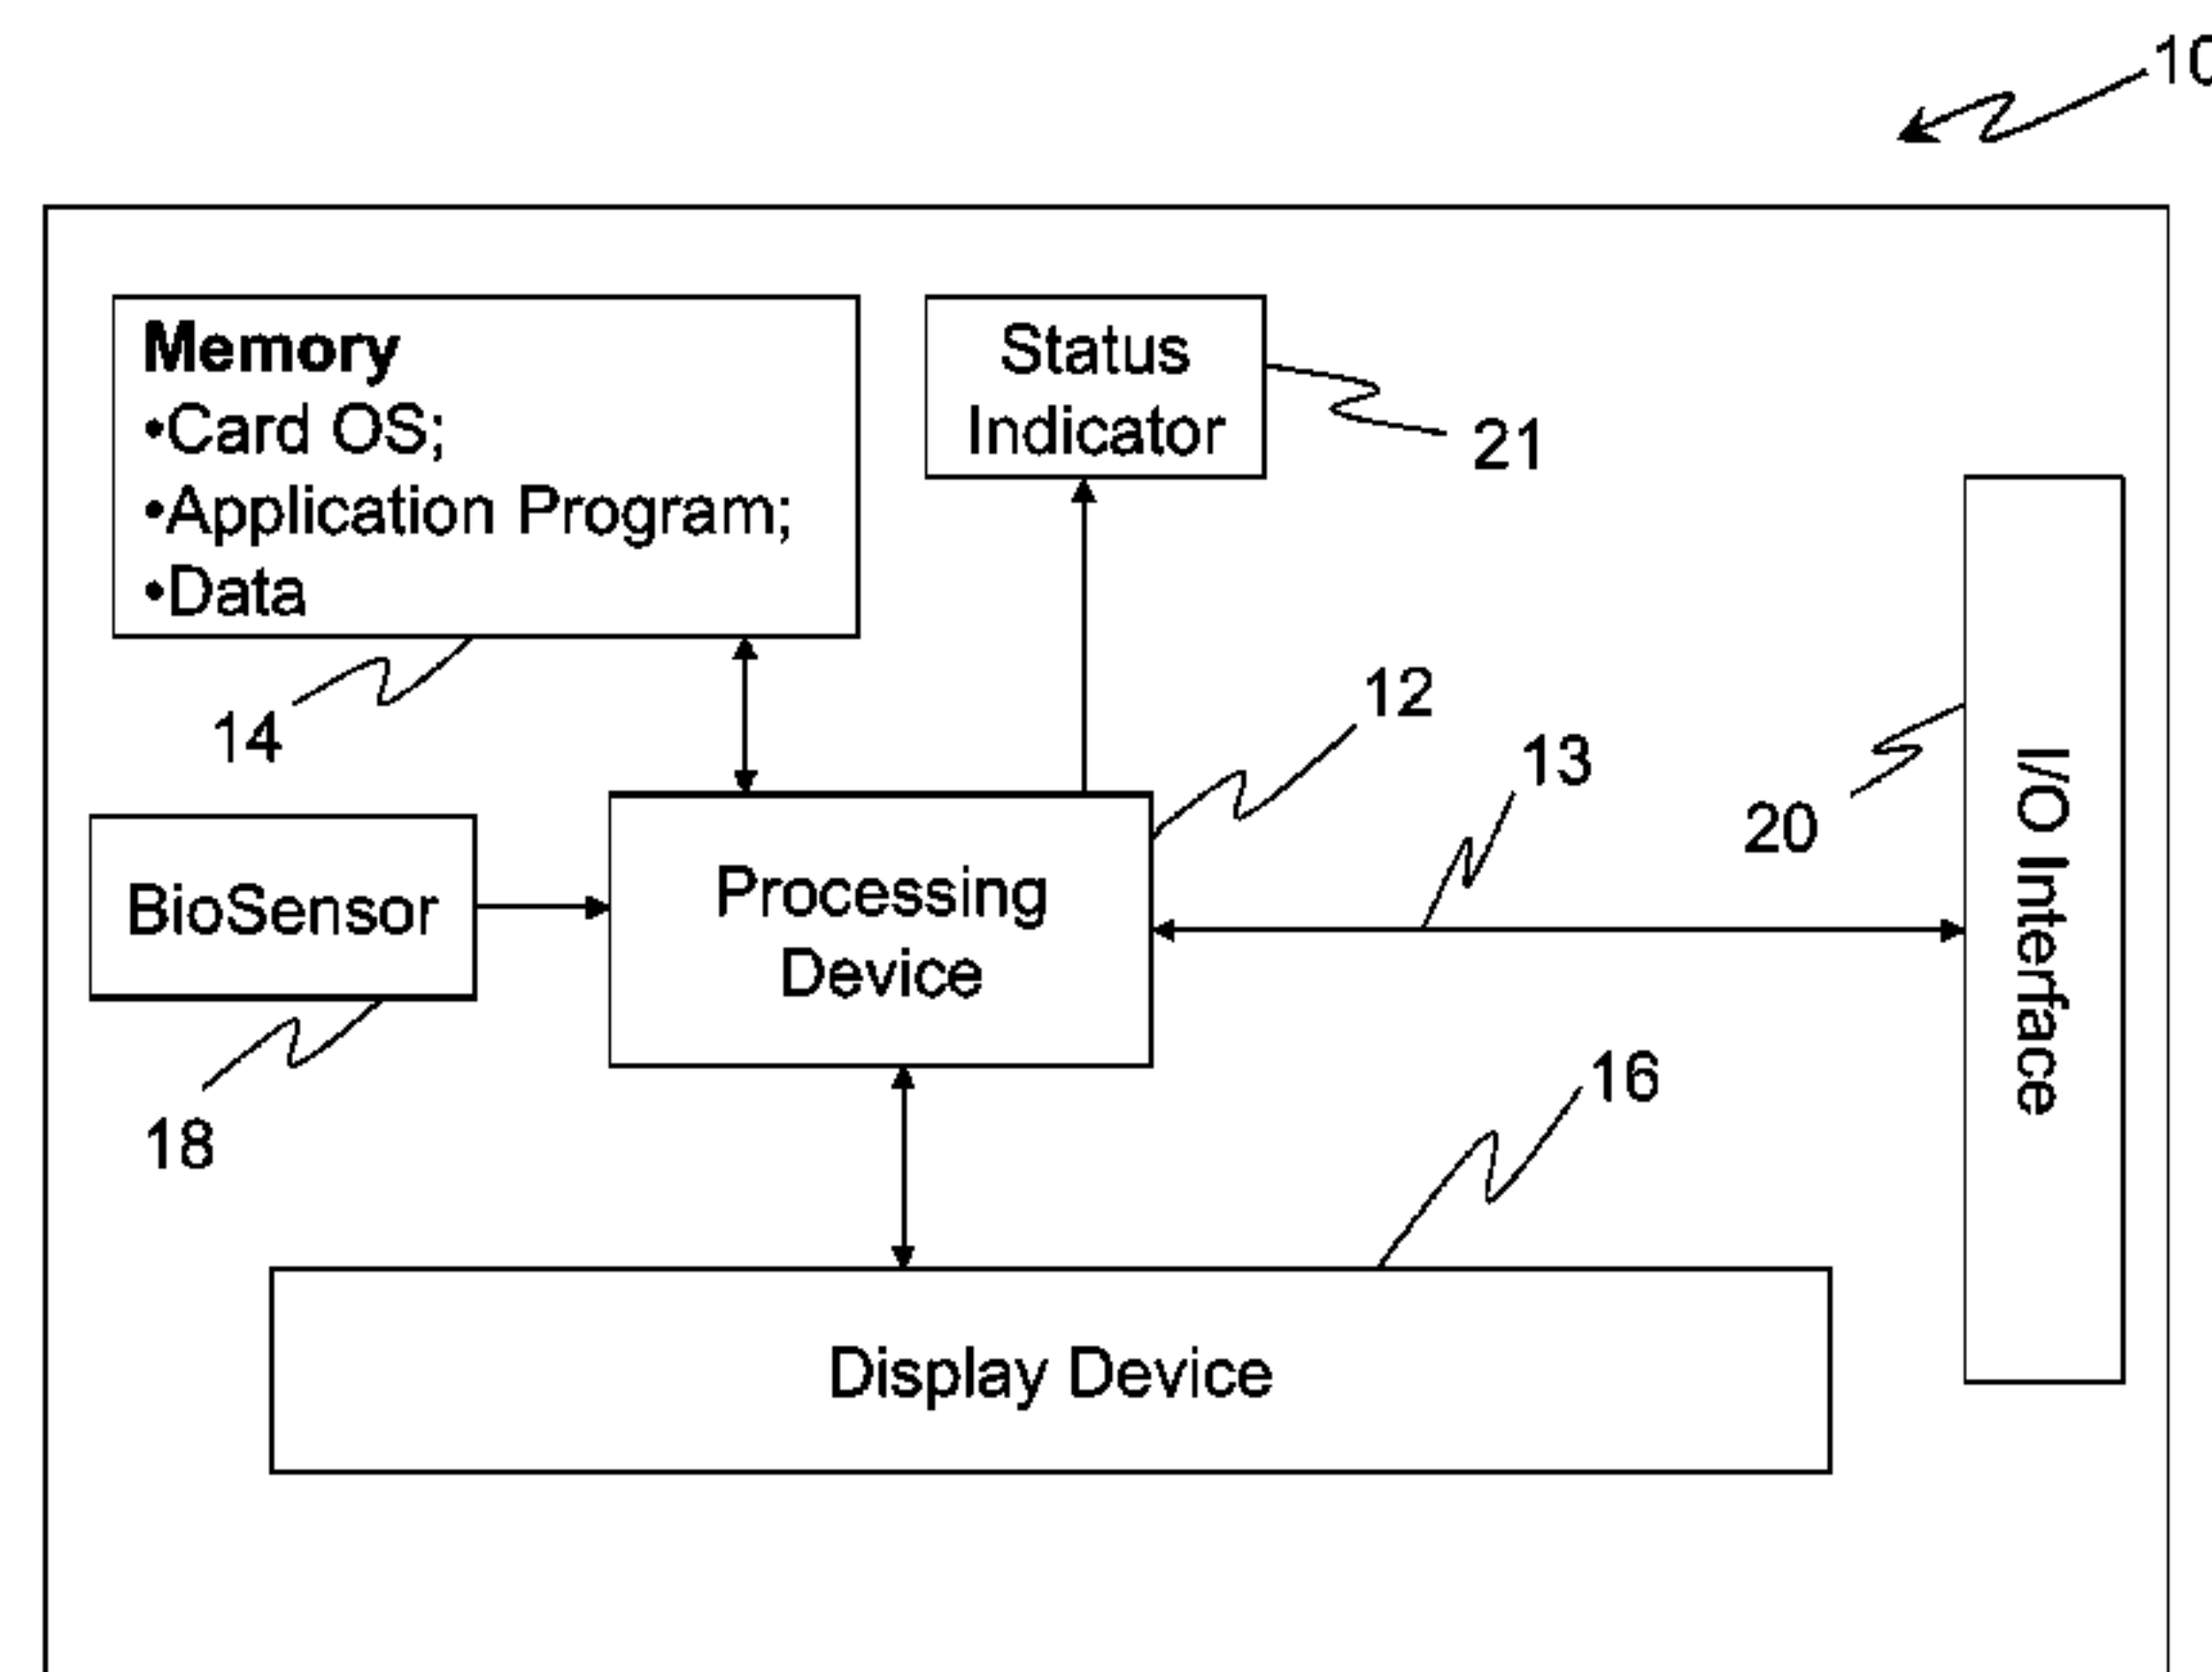 10
Memory
•Card OS;
•Application Program;
•Data
Status
Indicator
21
14
12
13
20
I/O Interface
BioSensor
Processing
Device
18
16
Display Device